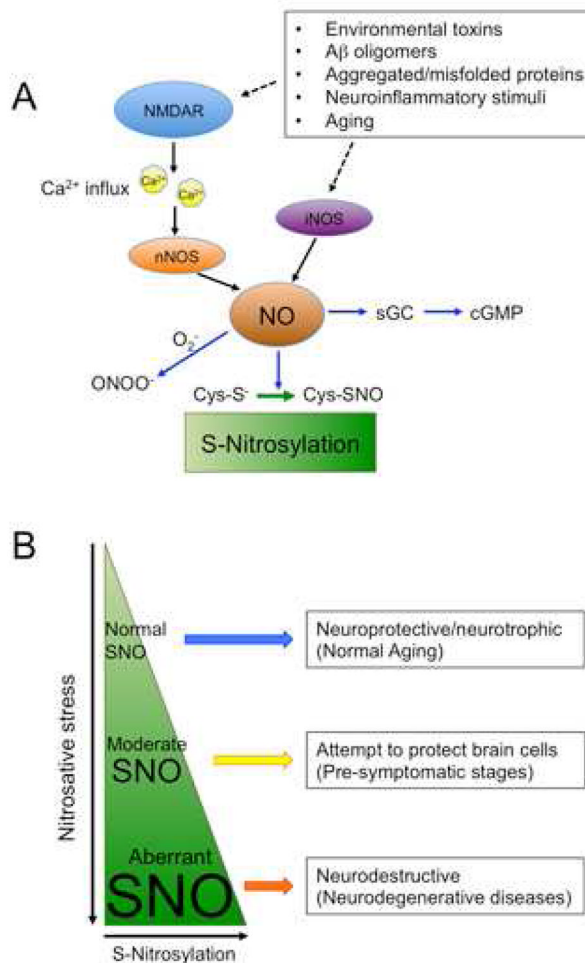 A
• Environmental toxins
• Aβ oligomers
• Aggregated/misfolded proteins
• Neuroinflammatory stimuli
• Aging
NMDAR
Ca²⁺ influx
Ca²⁺
Ca²⁺
iNOS
nNOS
NO
sGC
cGMP
O₂⁻
ONOO⁻
Cys-S⁻
Cys-SNO
S-Nitrosylation
B
Nitrosative stress
Normal
SNO
Neuroprotective/neurotrophic
(Normal Aging)
Moderate
SNO
Attempt to protect brain cells
(Pre-symptomatic stages)
Aberrant
SNO
Neurodestructive
(Neurodegenerative diseases)
S-Nitrosylation